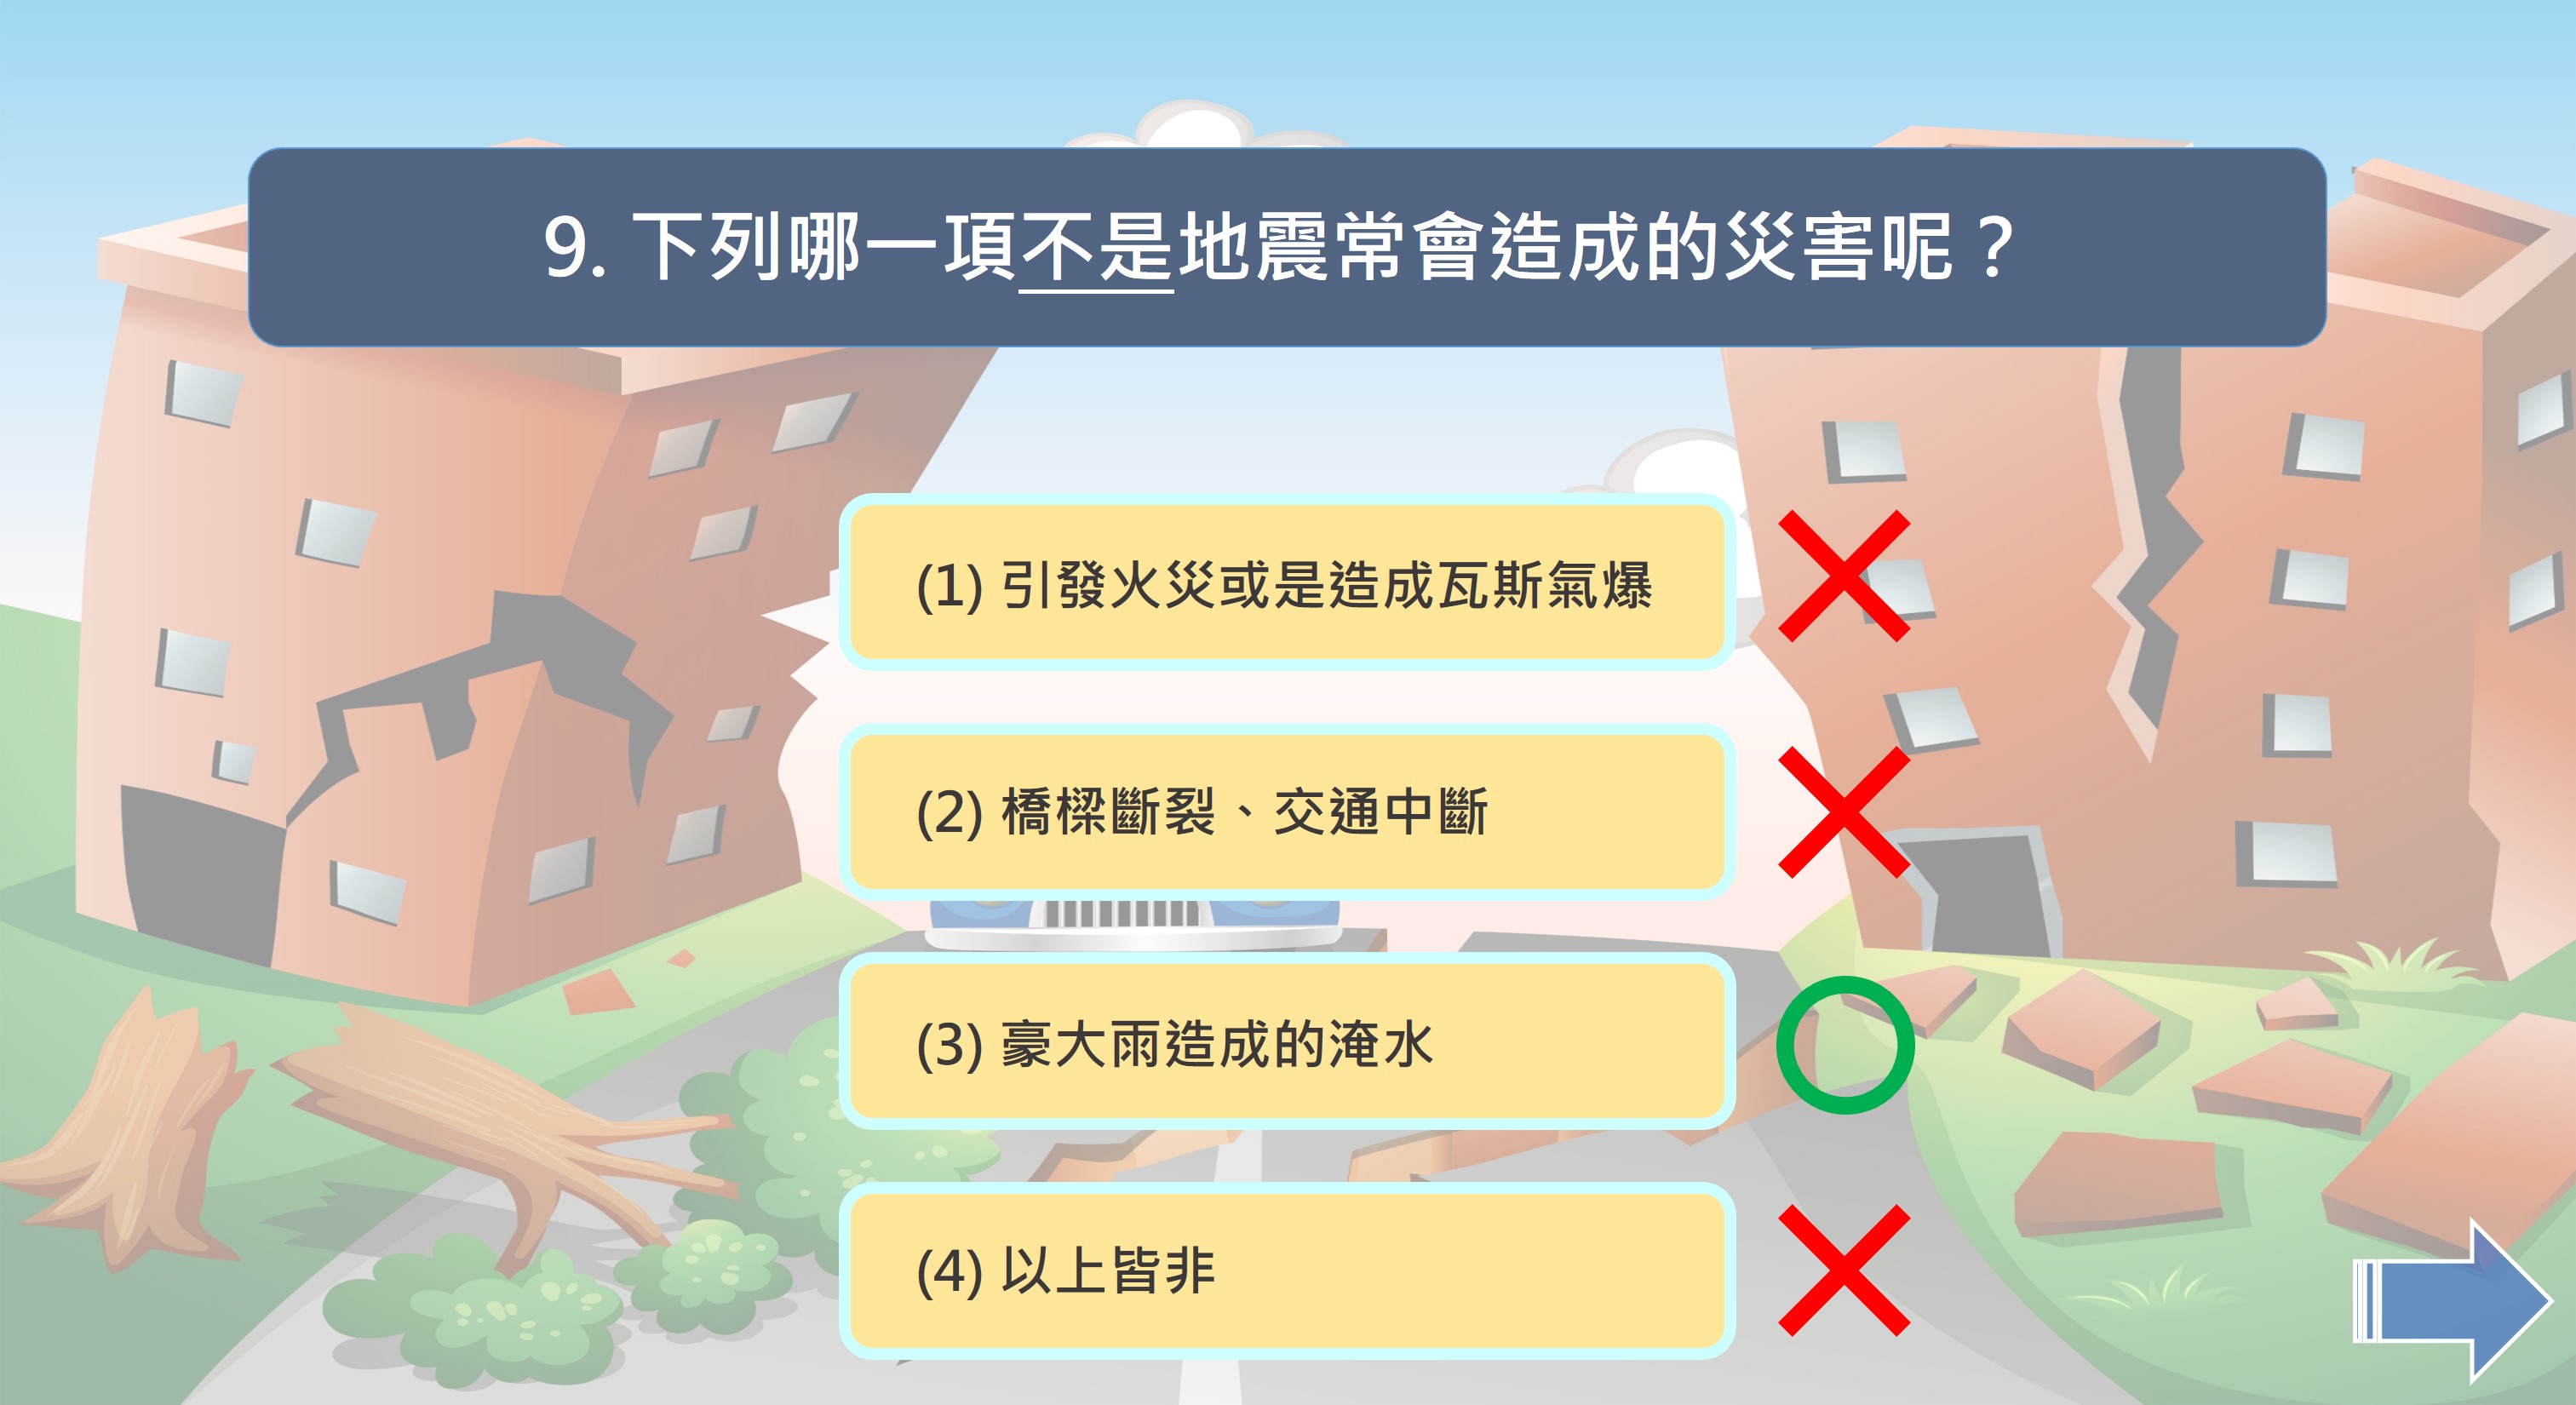 9. 下列哪一項不是地震常會造成的災害呢？
(1) 引發火災或是造成瓦斯氣爆
(2) 橋樑斷裂、交通中斷
(3) 豪大雨造成的淹水
(4) 以上皆非